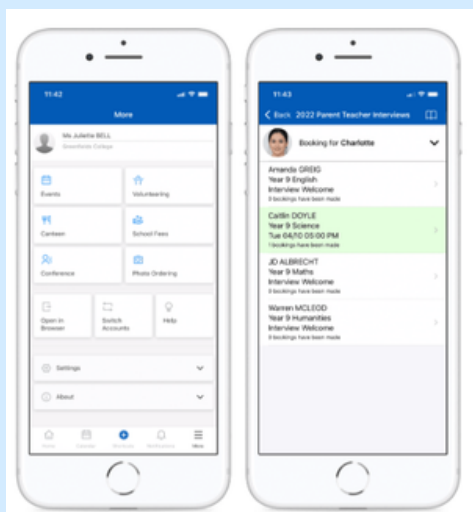 11:42
More
Ms Juliette BELL
Greenfields College
Events
Volunteering
Canteen
School Fees
Conference
Photo Ordering
Open in
Browser
Switch
Accounts
Help
Settings
About
Home
Calendar
Notifications
More
11:43
Back 2022 Parent Teacher Interviews
Booking for Charlotte
Amanda GREIG
Year 9 English
Interview Welcome
0 bookings have been made
Caitlin DOYLE
Year 9 Science
Tue 04/10 05:00 PM
1 bookings have been made
JD ALBRECHT
Year 9 Maths
Interview Welcome
0 bookings have been made
Warren MCLEOD
Year 9 Humanities
Interview Welcome
0 bookings have been made